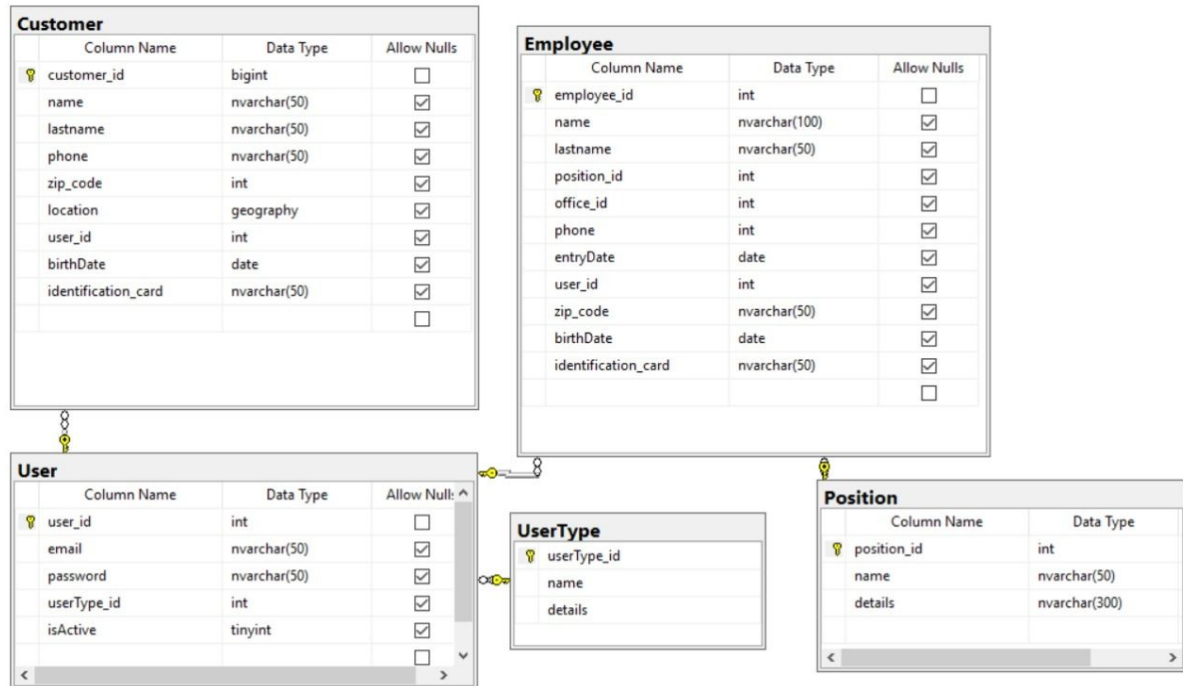 Customer
Column Name Data Type Allow Nulls
customer_id bigint
name nvarchar(50)
lastname nvarchar(50)
phone nvarchar(50)
zip_code int
location geography
user_id int
birthDate date
identification_card nvarchar(50)
Employee
Column Name Data Type Allow Nulls
employee_id int
name nvarchar(100)
lastname nvarchar(50)
position_id int
office_id int
phone int
entryDate date
user_id int
zip_code nvarchar(50)
birthDate date
identification_card nvarchar(50)
User
Column Name Data Type Allow Nulls
user_id int
email nvarchar(50)
password nvarchar(50)
userType_id int
isActive tinyint
UserType
userType_id
name
details
Position
Column Name Data Type
position_id int
name nvarchar(50)
details nvarchar(300)